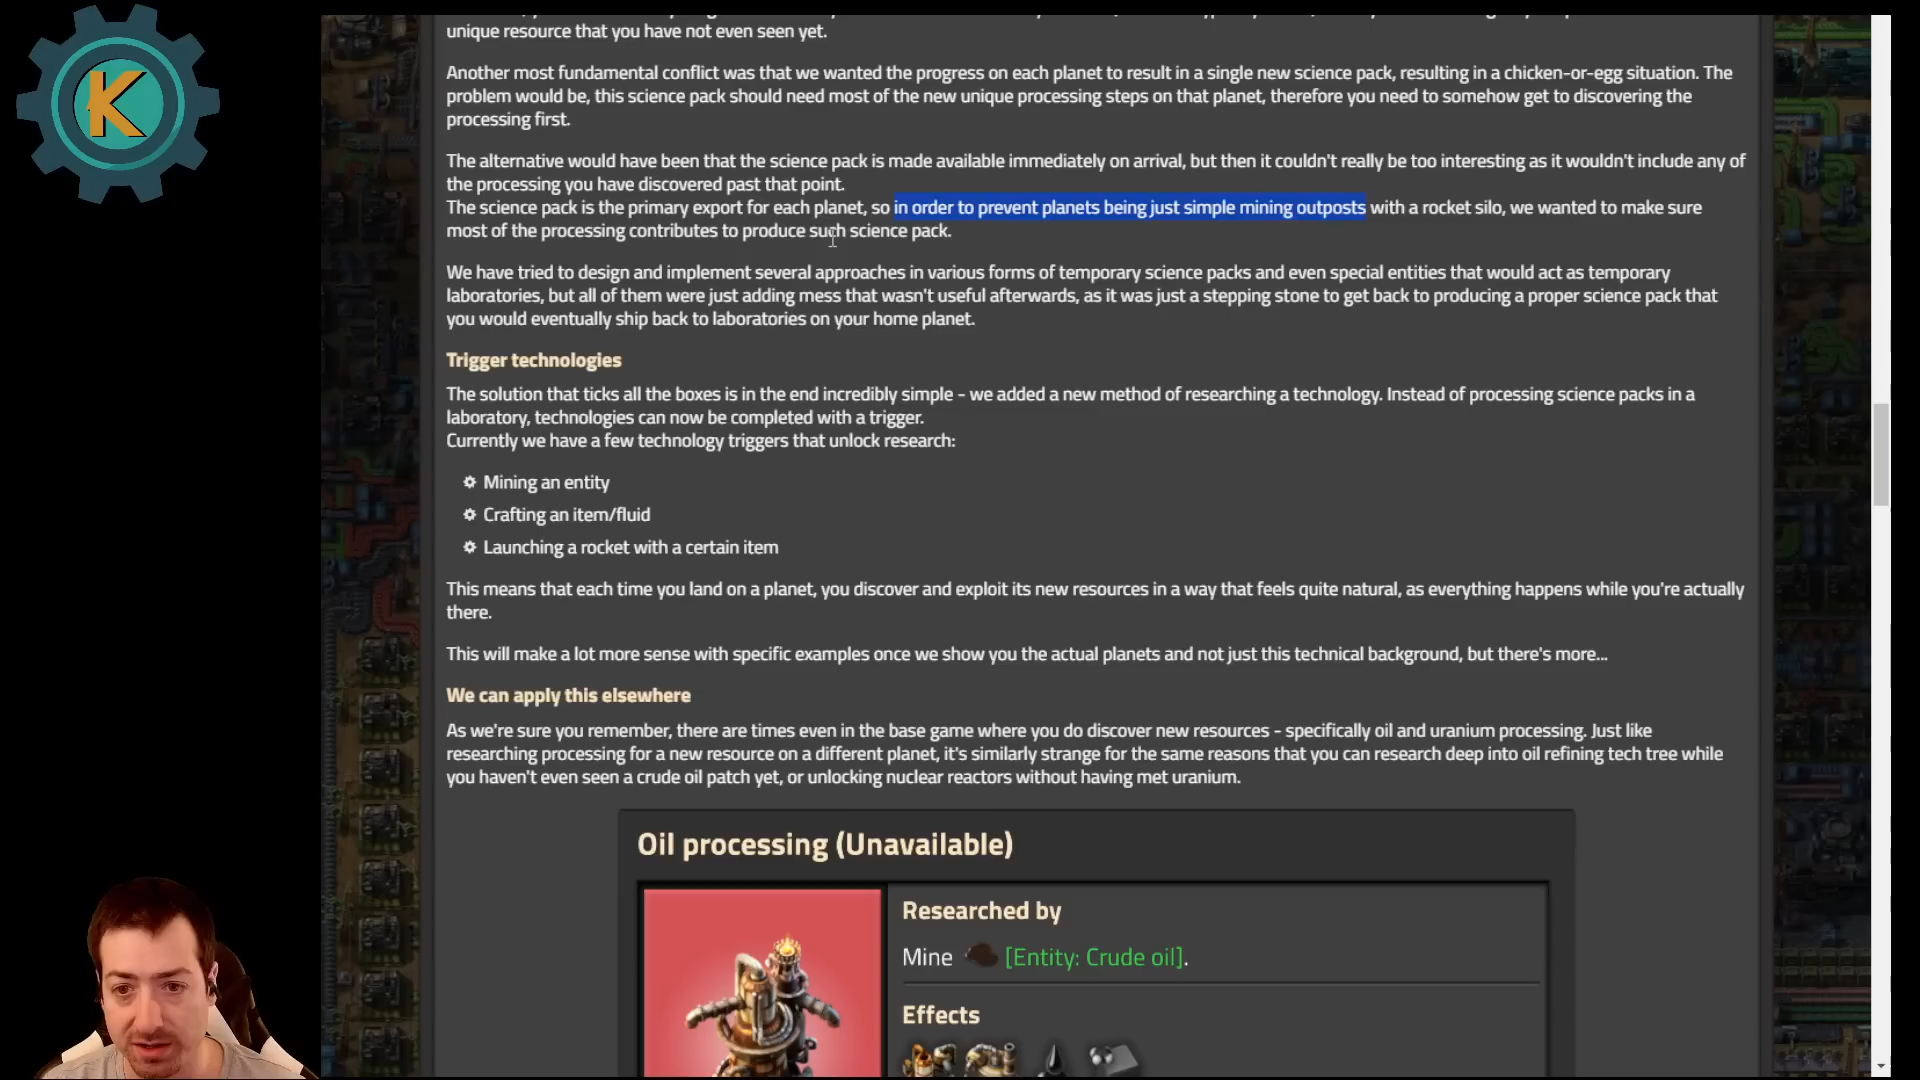 unique resource that you have not even seen yet.
Another most fundamental conflict was that we wanted the progress on each planet to result in a single new science pack, resulting in a chicken-or-egg situation. The
problem would be, this science pack should need most of the new unique processing steps on that planet, therefore you need to somehow get to discovering the
processing first.
The alternative would have been that the science pack is made available immediately on arrival, but then it couldn't really be too interesting as it wouldn't include any of
the processing you have discovered past that point.
The science pack is the primary export for each planet, so in order to prevent planets being just simple mining outposts with a rocket silo, we wanted to make sure
most of the processing contributes to produce such science pack.
We have tried to design and implement several approaches in various forms of temporary science packs and even special entities that would act as temporary
laboratories, but all of them were just adding mess that wasn't useful afterwards, as it was just a stepping stone to get back to producing a proper science pack that
you would eventually ship back to laboratories on your home planet.
Trigger technologies
The solution that ticks all the boxes is in the end incredibly simple - we added a new method of researching a technology. Instead of processing science packs in a
laboratory, technologies can now be completed with a trigger.
Currently we have a few technology triggers that unlock research:
Mining an entity
Crafting an item/fluid
Launching a rocket with a certain item
This means that each time you land on a planet, you discover and exploit its new resources in a way that feels quite natural, as everything happens while you're actually
there.
This will make a lot more sense with specific examples once we show you the actual planets and not just this technical background, but there's more...
We can apply this elsewhere
As we're sure you remember, there are times even in the base game where you do discover new resources - specifically oil and uranium processing. Just like
researching processing for a new resource on a different planet, it's similarly strange for the same reasons that you can research deep into oil refining tech tree while
you haven't even seen a crude oil patch yet, or unlocking nuclear reactors without having met uranium.
Oil processing (Unavailable)
Researched by
Mine [Entity: Crude oil].
Effects
K